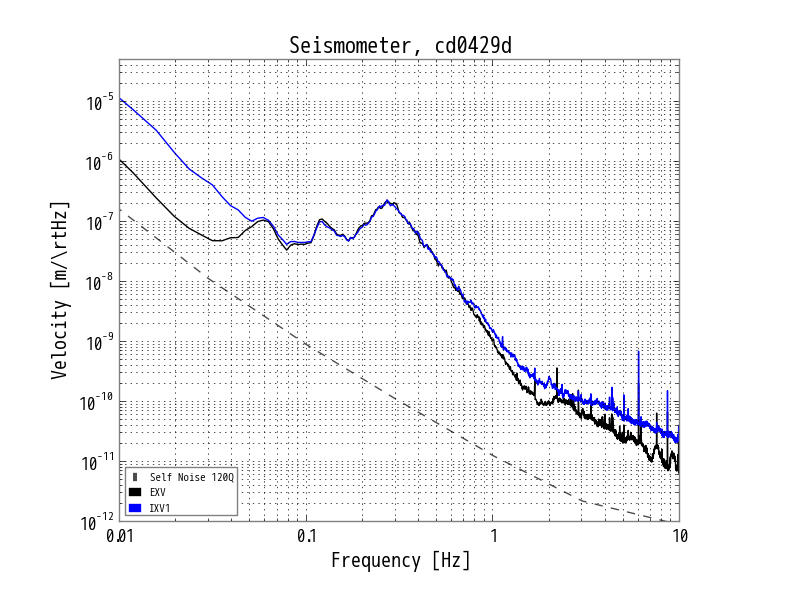 Seismometer, cd0429d
Velocity [m/\rtHz]
10^-5
10^-6
10^-7
10^-8
10^-9
10^-10
10^-11
10^-12
Self Noise 120Q
EXV
IXV1
0.01 0.1 1 10
Frequency [Hz]